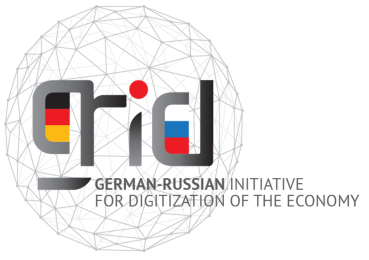 grid
GERMAN-RUSSIAN INITIATIVE
FOR DIGITIZATION OF THE ECONOMY